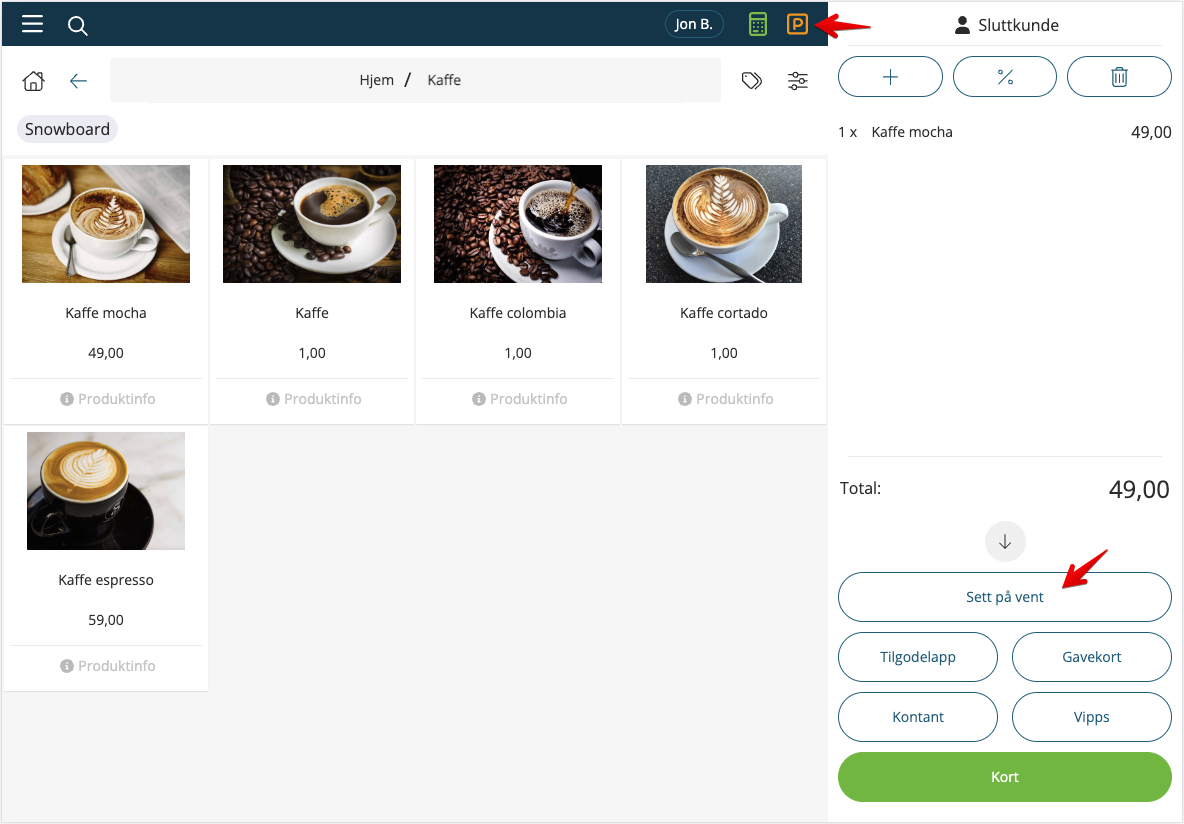 Jon B.
P
Sluttkunde
Hjem / Kaffe
Snowboard
1 x Kaffe mocha 49,00
Kaffe mocha
49,00
Produktinfo
Kaffe
1,00
Produktinfo
Kaffe colombia
1,00
Produktinfo
Kaffe cortado
1,00
Produktinfo
Kaffe espresso
59,00
Produktinfo
Total: 49,00
Sett på vent
Tilgodelapp
Gavekort
Kontant
Vipps
Kort